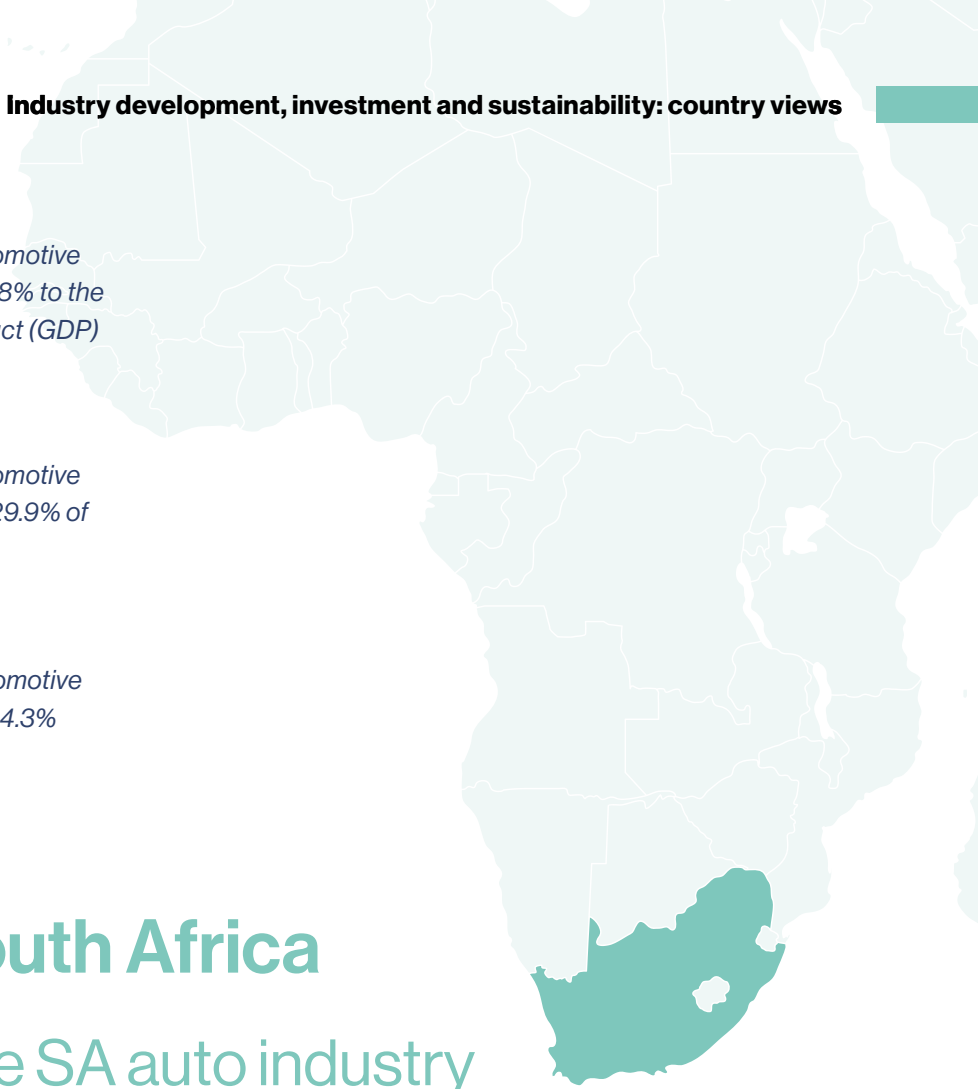 Industry development, investment and sustainability: country views
omotive
8% to the
ct (GDP)
omotive
29.9% of
omotive
4.3%
outh Africa
e SA auto industry